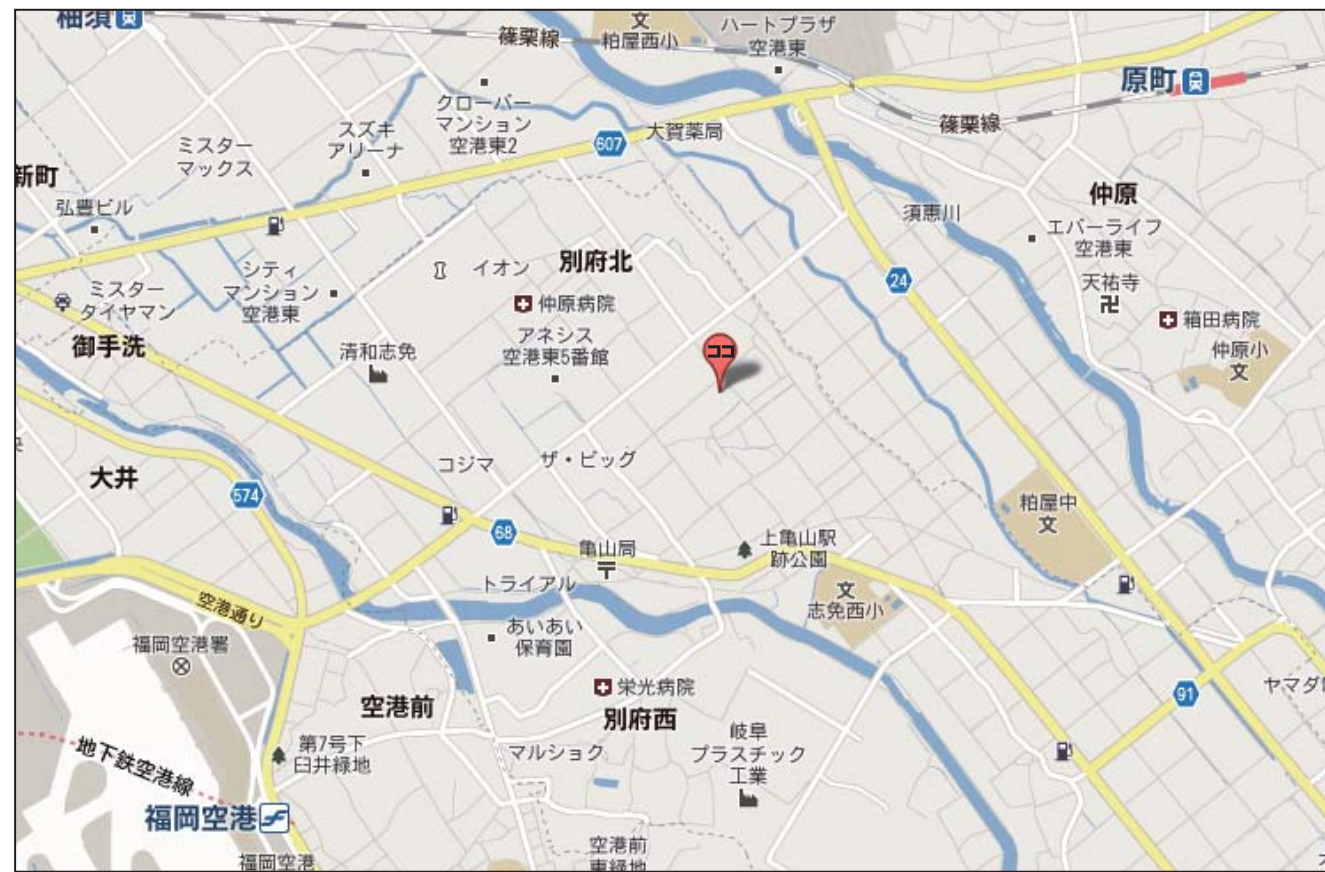 柚須
篠栗線
文
粕屋西小
ハートプラザ
空港東
原町
篠栗線
クローバー
マンション
空港東2
スズキ
アリーナ
ミスター
マックス
607
大賀薬局
新町
弘豊ビル
仲原
須恵川
エバーライフ
空港東
天祐寺
卍
箱田病院
仲原小
文
24
別府北
イオン
シティ
マンション
空港東
仲原病院
ミスター
タイヤマン
御手洗
アネシス
空港東5番館
清和志免
ココ
コジマ
ザ・ビッグ
大井
574
68
粕屋中
文
亀山局
〒
上亀山駅
跡公園
トライアル
文
志免西小
空港通り
福岡空港署
あいあい
保育園
栄光病院
別府西
空港前
91
ヤマダ
第7号下
臼井緑地
マルショク
岐阜
プラスチック
工業
地下鉄空港線
福岡空港
福岡空港
空港前
東緑地